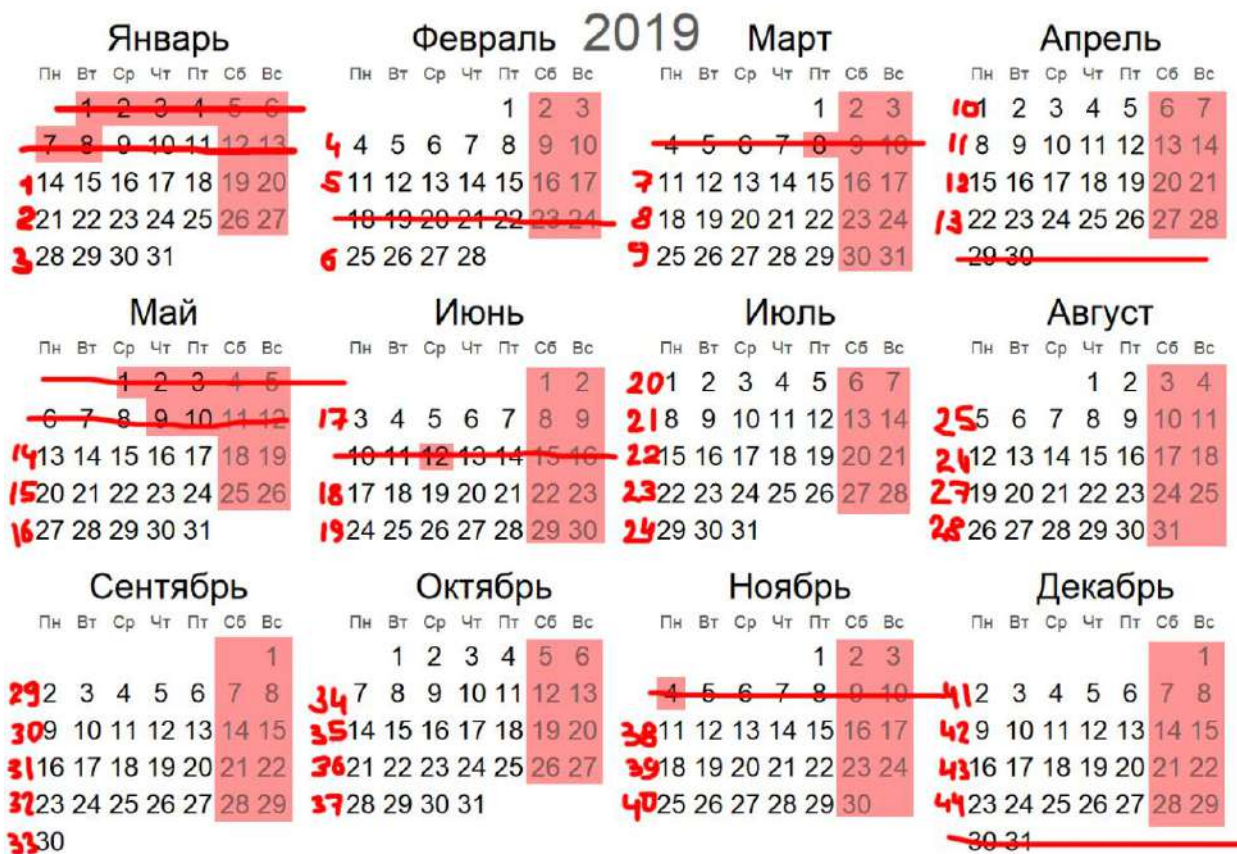 2019
Январь Февраль Март Апрель
Пн Вт Ср Чт Пт Сб Вс Пн Вт Ср Чт Пт Сб Вс Пн Вт Ср Чт Пт Сб Вс Пн Вт Ср Чт Пт Сб Вс
1 2 3 4 5 6 1 2 3 1 2 3 10 1 2 3 4 5 6 7
7 8 9 10 11 12 13 4 4 5 6 7 8 9 10 4 5 6 7 8 9 10 11 8 9 10 11 12 13 14
1 14 15 16 17 18 19 20 5 11 12 13 14 15 16 17 7 11 12 13 14 15 16 17 12 15 16 17 18 19 20 21
2 21 22 23 24 25 26 27 18 19 20 21 22 23 24 8 18 19 20 21 22 23 24 13 22 23 24 25 26 27 28
3 28 29 30 31 6 25 26 27 28 9 25 26 27 28 29 30 31 29 30
Май Июнь Июль Август
Пн Вт Ср Чт Пт Сб Вс Пн Вт Ср Чт Пт Сб Вс Пн Вт Ср Чт Пт Сб Вс Пн Вт Ср Чт Пт Сб Вс
1 2 3 4 5 1 2 20 1 2 3 4 5 6 7 1 2 3 4
6 7 8 9 10 11 12 17 3 4 5 6 7 8 9 21 8 9 10 11 12 13 14 25 5 6 7 8 9 10 11
14 13 14 15 16 17 18 19 10 11 12 13 14 15 16 22 15 16 17 18 19 20 21 26 12 13 14 15 16 17 18
15 20 21 22 23 24 25 26 18 17 18 19 20 21 22 23 23 22 23 24 25 26 27 28 27 19 20 21 22 23 24 25
16 27 28 29 30 31 19 24 25 26 27 28 29 30 24 29 30 31 28 26 27 28 29 30 31
Сентябрь Октябрь Ноябрь Декабрь
Пн Вт Ср Чт Пт Сб Вс Пн Вт Ср Чт Пт Сб Вс Пн Вт Ср Чт Пт Сб Вс Пн Вт Ср Чт Пт Сб Вс
1 1 2 3 4 5 6 1 2 3 1
29 2 3 4 5 6 7 8 34 7 8 9 10 11 12 13 4 5 6 7 8 9 10 41 2 3 4 5 6 7 8
30 9 10 11 12 13 14 15 35 14 15 16 17 18 19 20 38 11 12 13 14 15 16 17 42 9 10 11 12 13 14 15
31 16 17 18 19 20 21 22 36 21 22 23 24 25 26 27 39 18 19 20 21 22 23 24 43 16 17 18 19 20 21 22
32 23 24 25 26 27 28 29 37 28 29 30 31 40 25 26 27 28 29 30 44 23 24 25 26 27 28 29
33 30 30 31